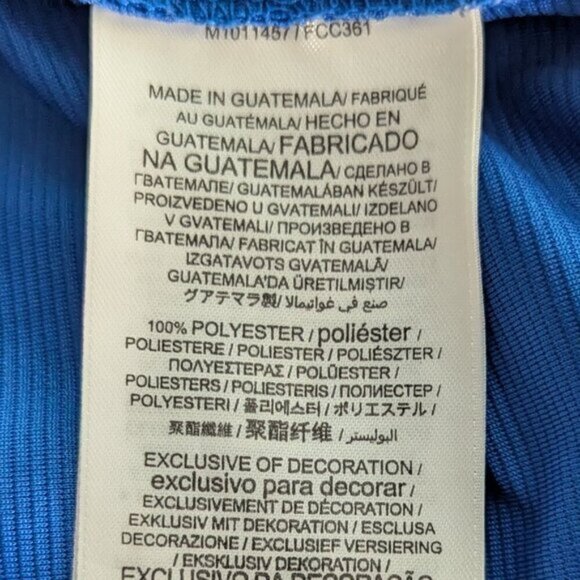 M1011457/FCC361
MADE IN GUATEMALA/ FABRIQUÉ
AU GUATÉMALA/ HECHO EN
GUATEMALA/ FABRICADO
NA GUATEMALA/ СДЕЛАНО В
ГВАТЕМАЛЕ/ GUATEMALÁBAN KÉSZÜLT/
PROIZVEDENO U GVATEMALI/ IZDELANO
V GVATEMALI/ ПРОИЗВЕДЕНО В
ГВАТЕМАЛА/ FABRICAT ÎN GUATEMALA/
IZGATAVOTS GVATEMALĀ/
GUATEMALA'DA ÜRETILMIŞTIR/
グアテマラ製/ صنع في غواتيمالا/
100% POLYESTER / poliéster /
POLIESTERE / POLIESTER / POLIÉSZTER /
ΠΟΛΥΕΣΤΕΡΑΣ / POLÜESTER /
POLIESTERS / POLIESTERIS / ПОЛИЕСТЕР /
POLYESTERI / 폴리에스터 / ポリエステル /
聚酯纖維 / 聚酯纤维 / البوليستر /
EXCLUSIVE OF DECORATION /
exclusivo para decorar /
EXCLUSIVEMENT DE DÉCORATION /
EXKLUSIV MIT DEKORATION / ESCLUSA
DECORAZIONE / EXCLUSIEF VERSIERING
/ EKSKLUSIV DEKORATION /
EXCLUSIVO DA DECORAÇÃO